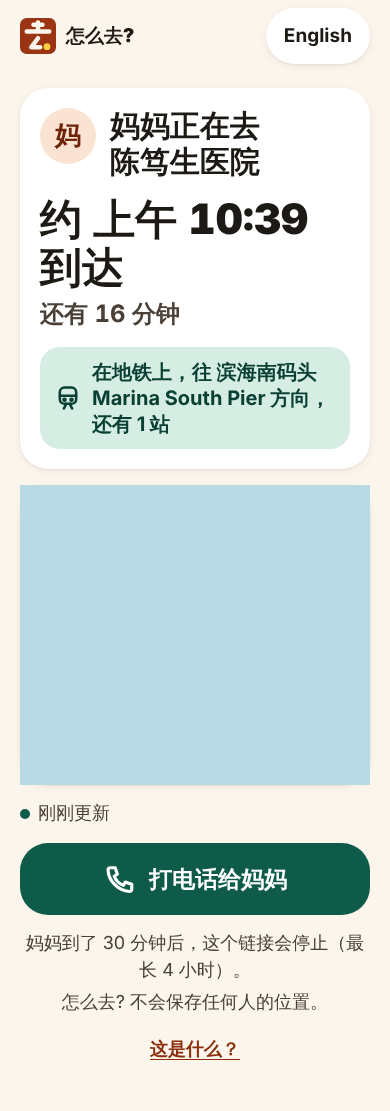 去
怎么去?
English
妈
妈妈正在去
陈笃生医院
约 上午 10:39
到达
还有 16 分钟
在地铁上，往 滨海南码头
Marina South Pier 方向，
还有 1 站
刚刚更新
打电话给妈妈
妈妈到了 30 分钟后，这个链接会停止（最
长 4 小时）。
怎么去? 不会保存任何人的位置。
这是什么？